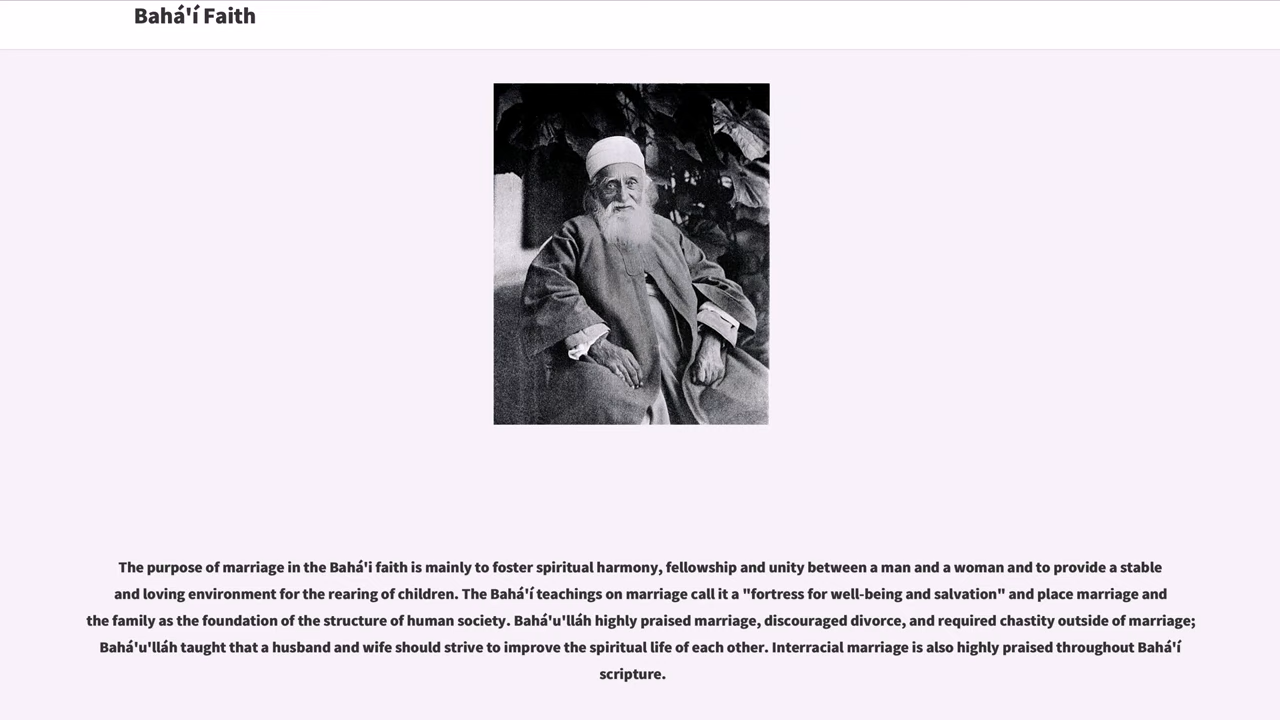 Bahá'í Faith
The purpose of marriage in the Bahá'i faith is mainly to foster spiritual harmony, fellowship and unity between a man and a woman and to provide a stable
and loving environment for the rearing of children. The Bahá'í teachings on marriage call it a "fortress for well-being and salvation" and place marriage and
the family as the foundation of the structure of human society. Bahá'u'lláh highly praised marriage, discouraged divorce, and required chastity outside of marriage;
Bahá'u'lláh taught that a husband and wife should strive to improve the spiritual life of each other. Interracial marriage is also highly praised throughout Bahá'í
scripture.